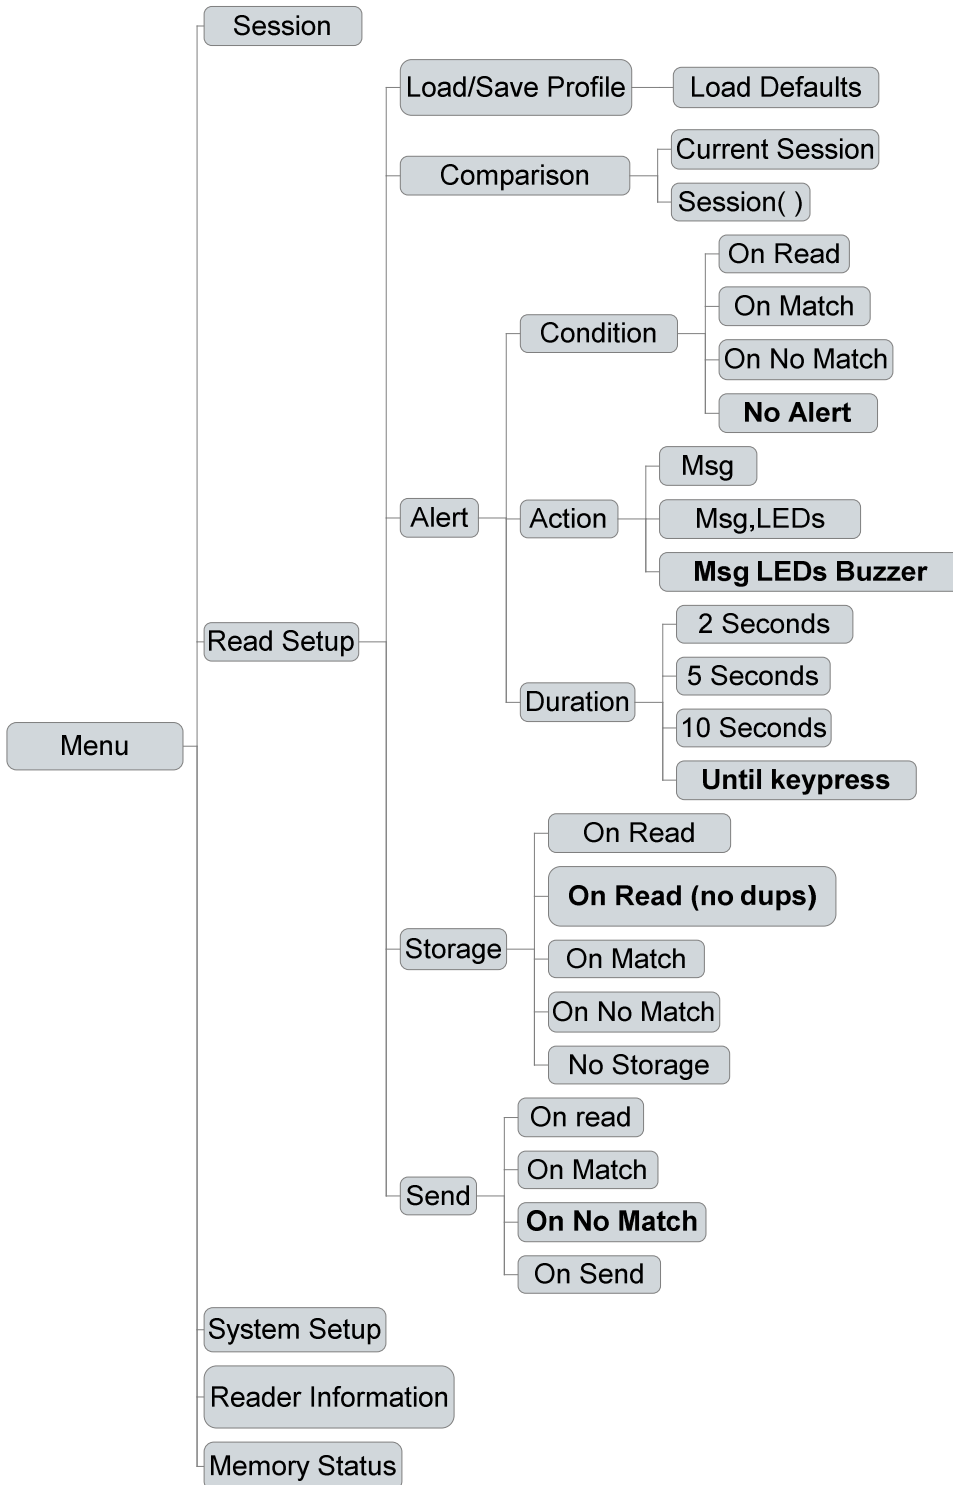 Session
Load/Save Profile
Load Defaults
Comparison
Current Session
Session( )
On Read
On Match
Condition
On No Match
No Alert
Msg
Alert
Action
Msg,LEDs
Msg LEDs Buzzer
2 Seconds
Read Setup
5 Seconds
Duration
10 Seconds
Menu
Until keypress
On Read
On Read (no dups)
Storage
On Match
On No Match
No Storage
On read
On Match
Send
On No Match
On Send
System Setup
Reader Information
Memory Status